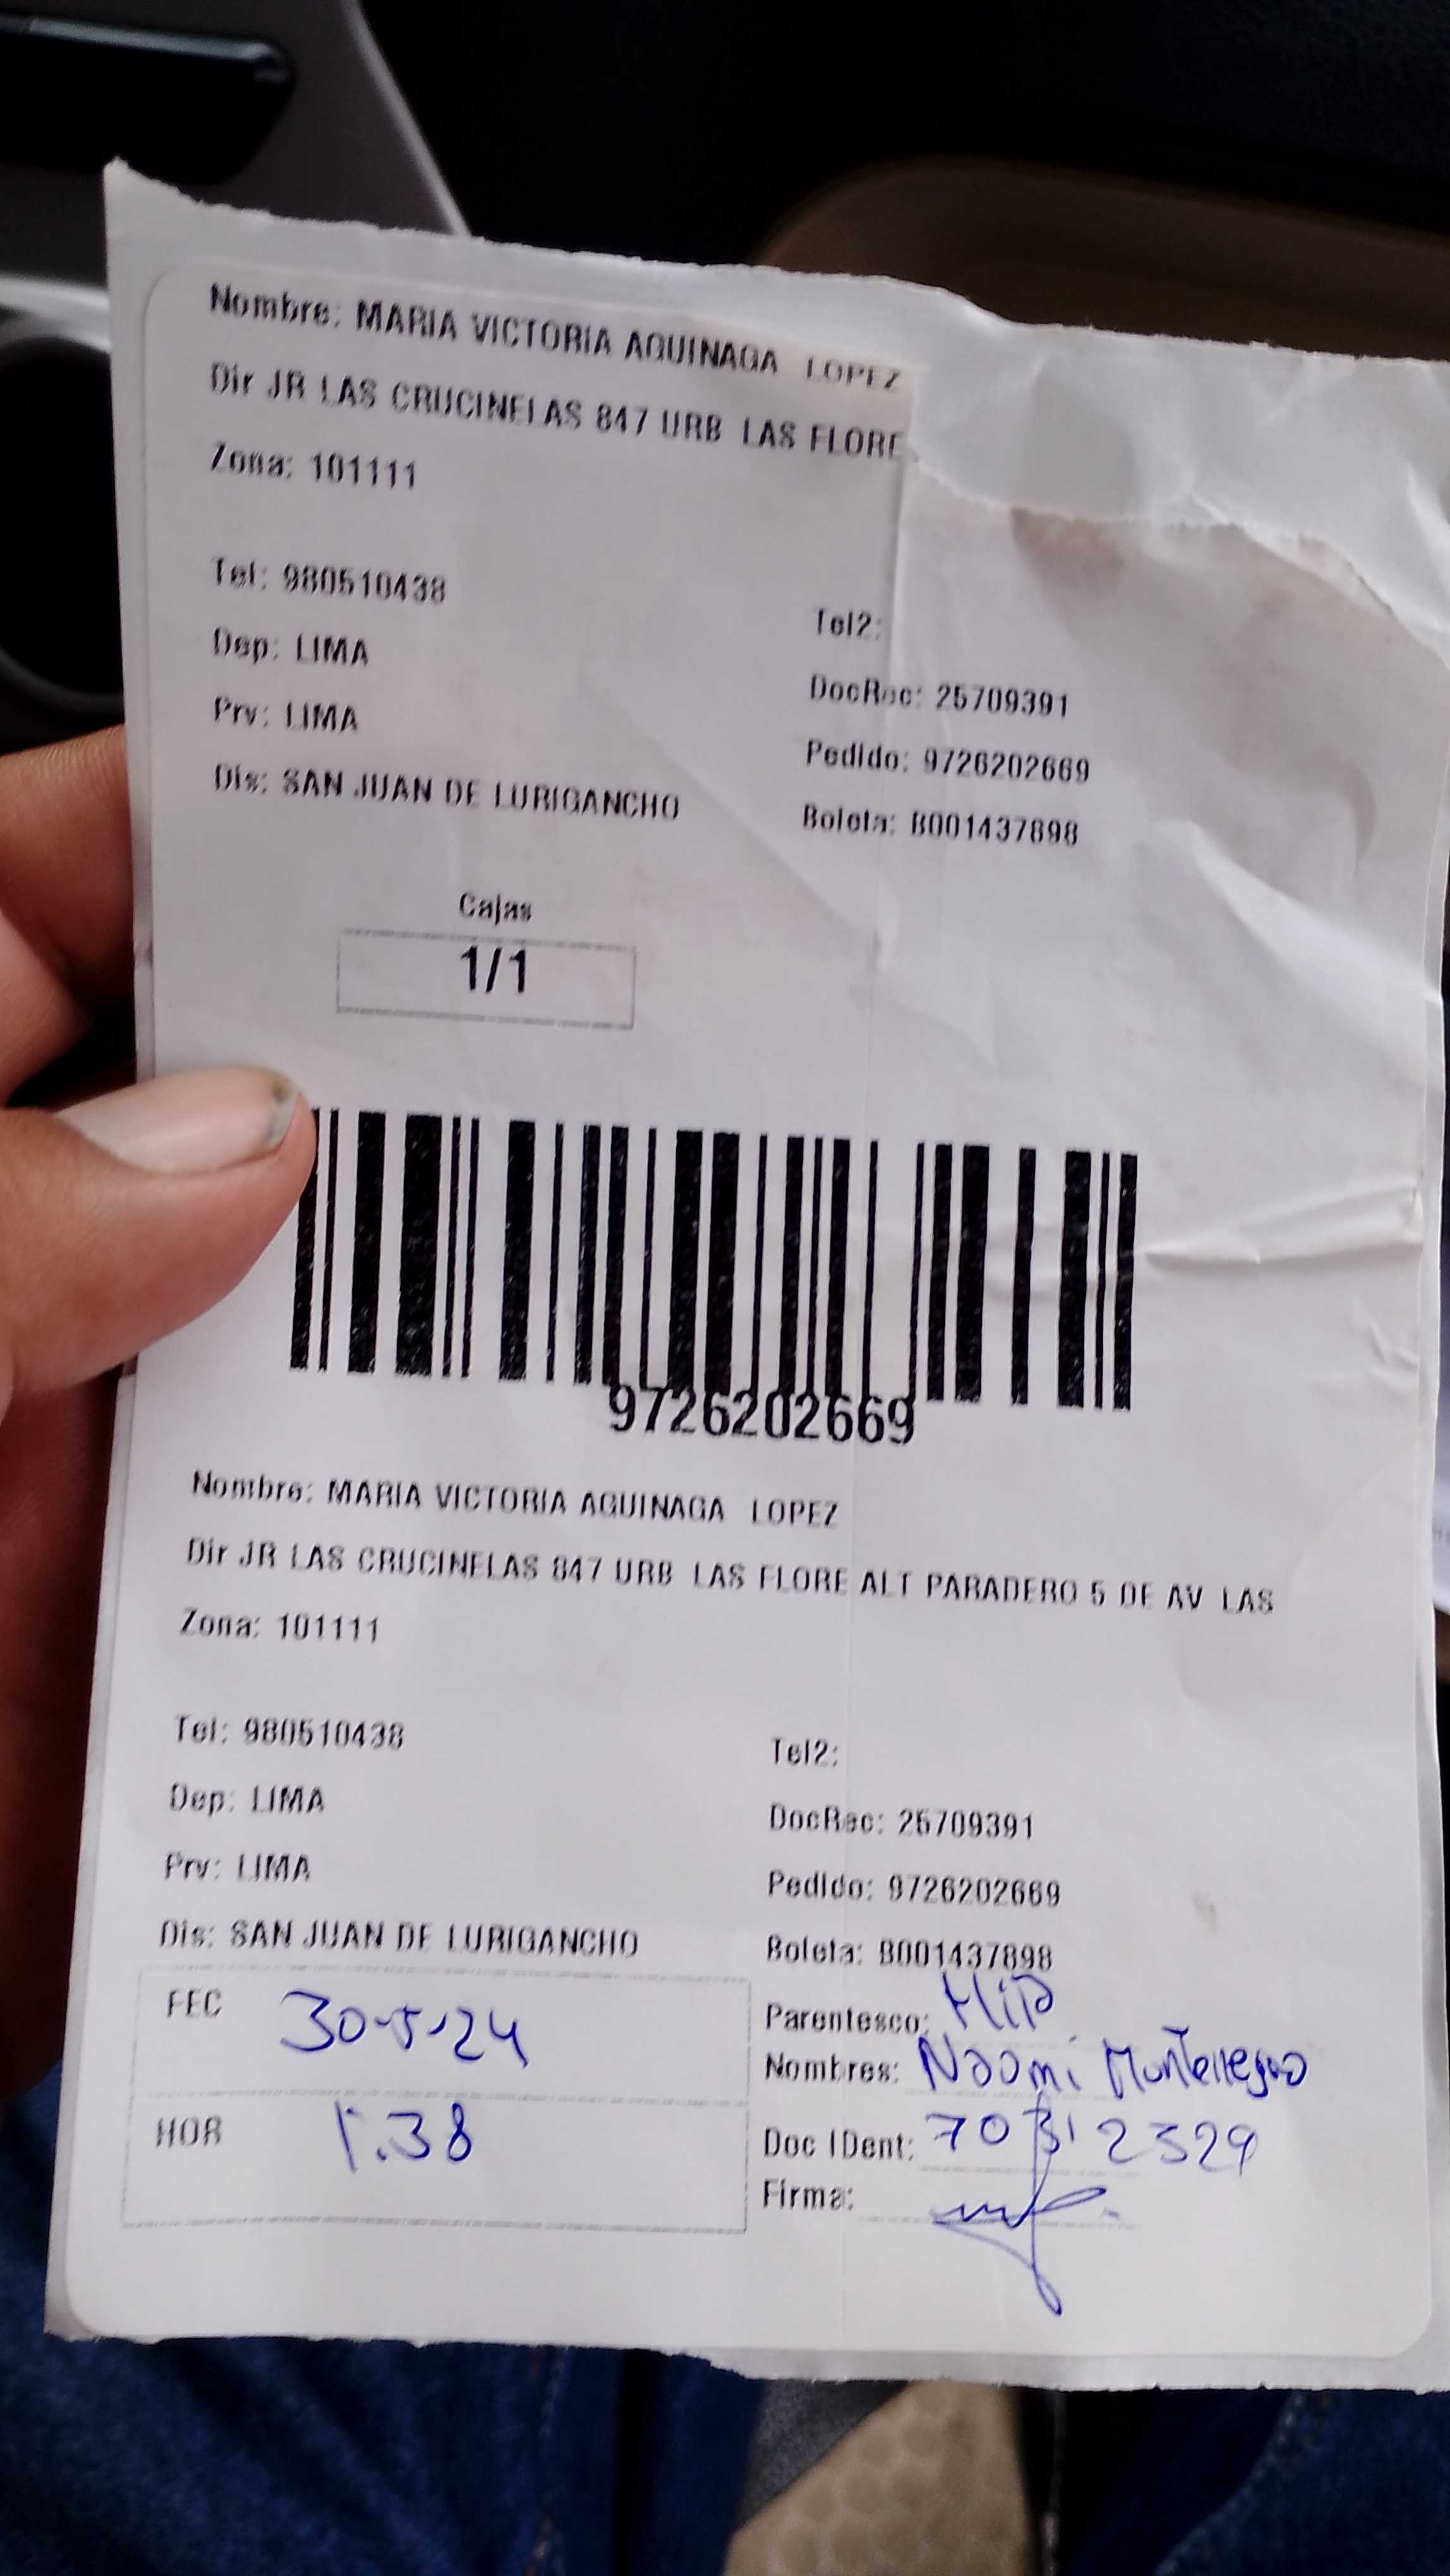 Nombre: MARIA VICTORIA AGUINAGA LOPEZ
Dir JR LAS CRUCINELAS 847 URB LAS FLORE
Zona: 101111
Tel: 980510438
Tel2:
Dep: LIMA
DocRec: 25709391
Prv: LIMA
Pedido: 9726202669
Dis: SAN JUAN DE LURIGANCHO
Boleta: B001437898
Cajas
1/1
9726202669
Nombre: MARIA VICTORIA AGUINAGA LOPEZ
Dir JR LAS CRUCINELAS 847 URB LAS FLORE ALT PARADERO 5 DE AV LAS
Zona: 101111
Tel: 980510438
Tel2:
Dep: LIMA
DocRec: 25709391
Prv: LIMA
Pedido: 9726202669
Dis: SAN JUAN DE LURIGANCHO
Boleta: B001437898
FEC 30-5-24
Parentesco:
Nombres: Naomi Montenegro
HOR 1:38
Doc IDent:
Firma: